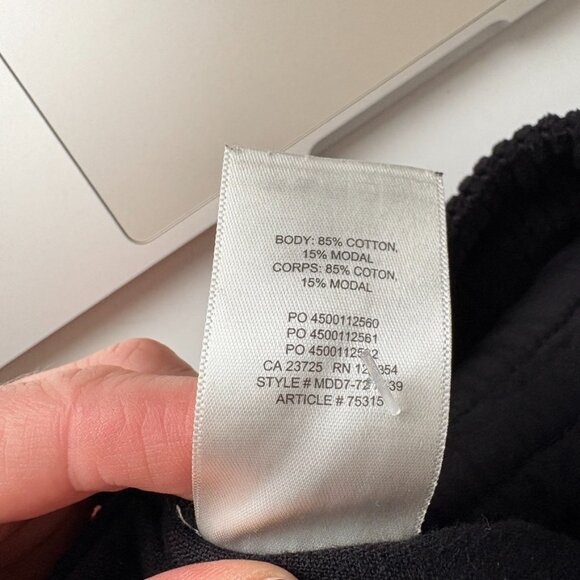 BODY: 85% COTTON,
15% MODAL
CORPS: 85% COTON,
15% MODAL
PO 4500112560
PO 4500112561
PO
CA 23725 RN
STYLE #
ARTICLE # 75315